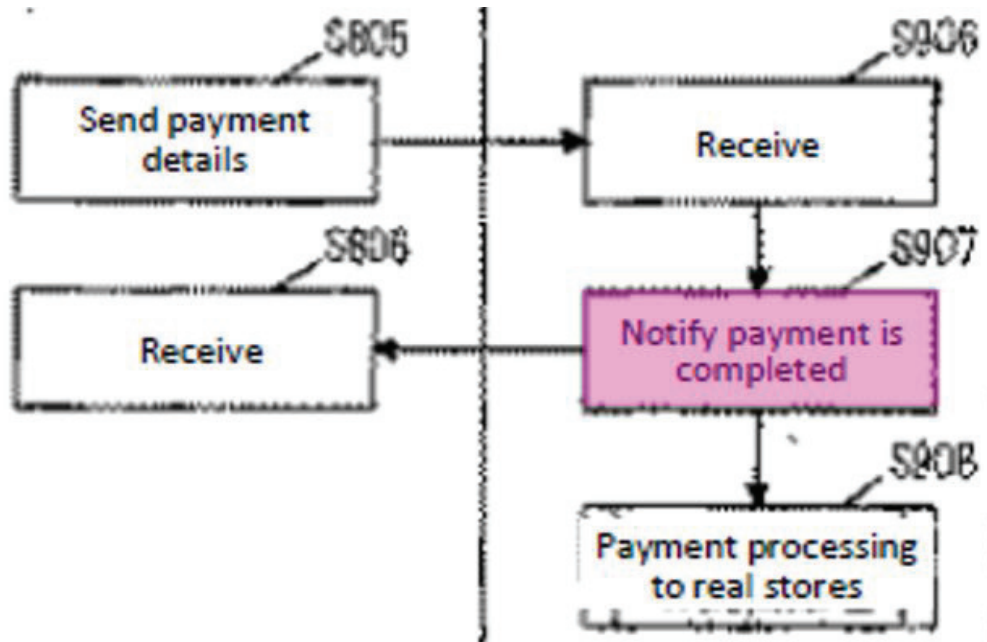 S805
Send payment
details
S906
Receive
S806
Receive
S907
Notify payment is
completed
S908
Payment processing
to real stores